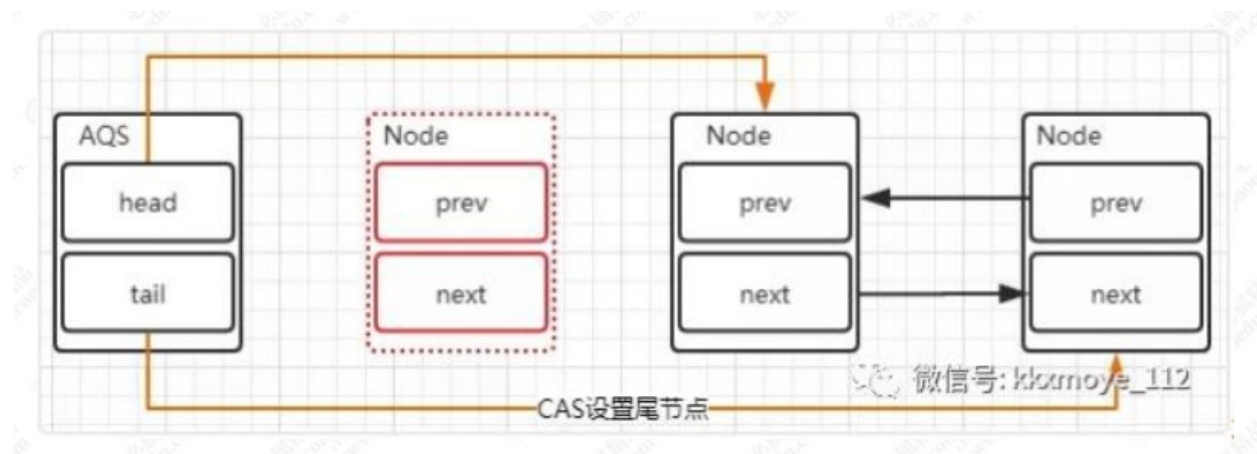 AQS
Node
Node
Node
head
prev
prev
prev
tail
next
next
next
微信号: kkxmoye_112
CAS设置尾节点